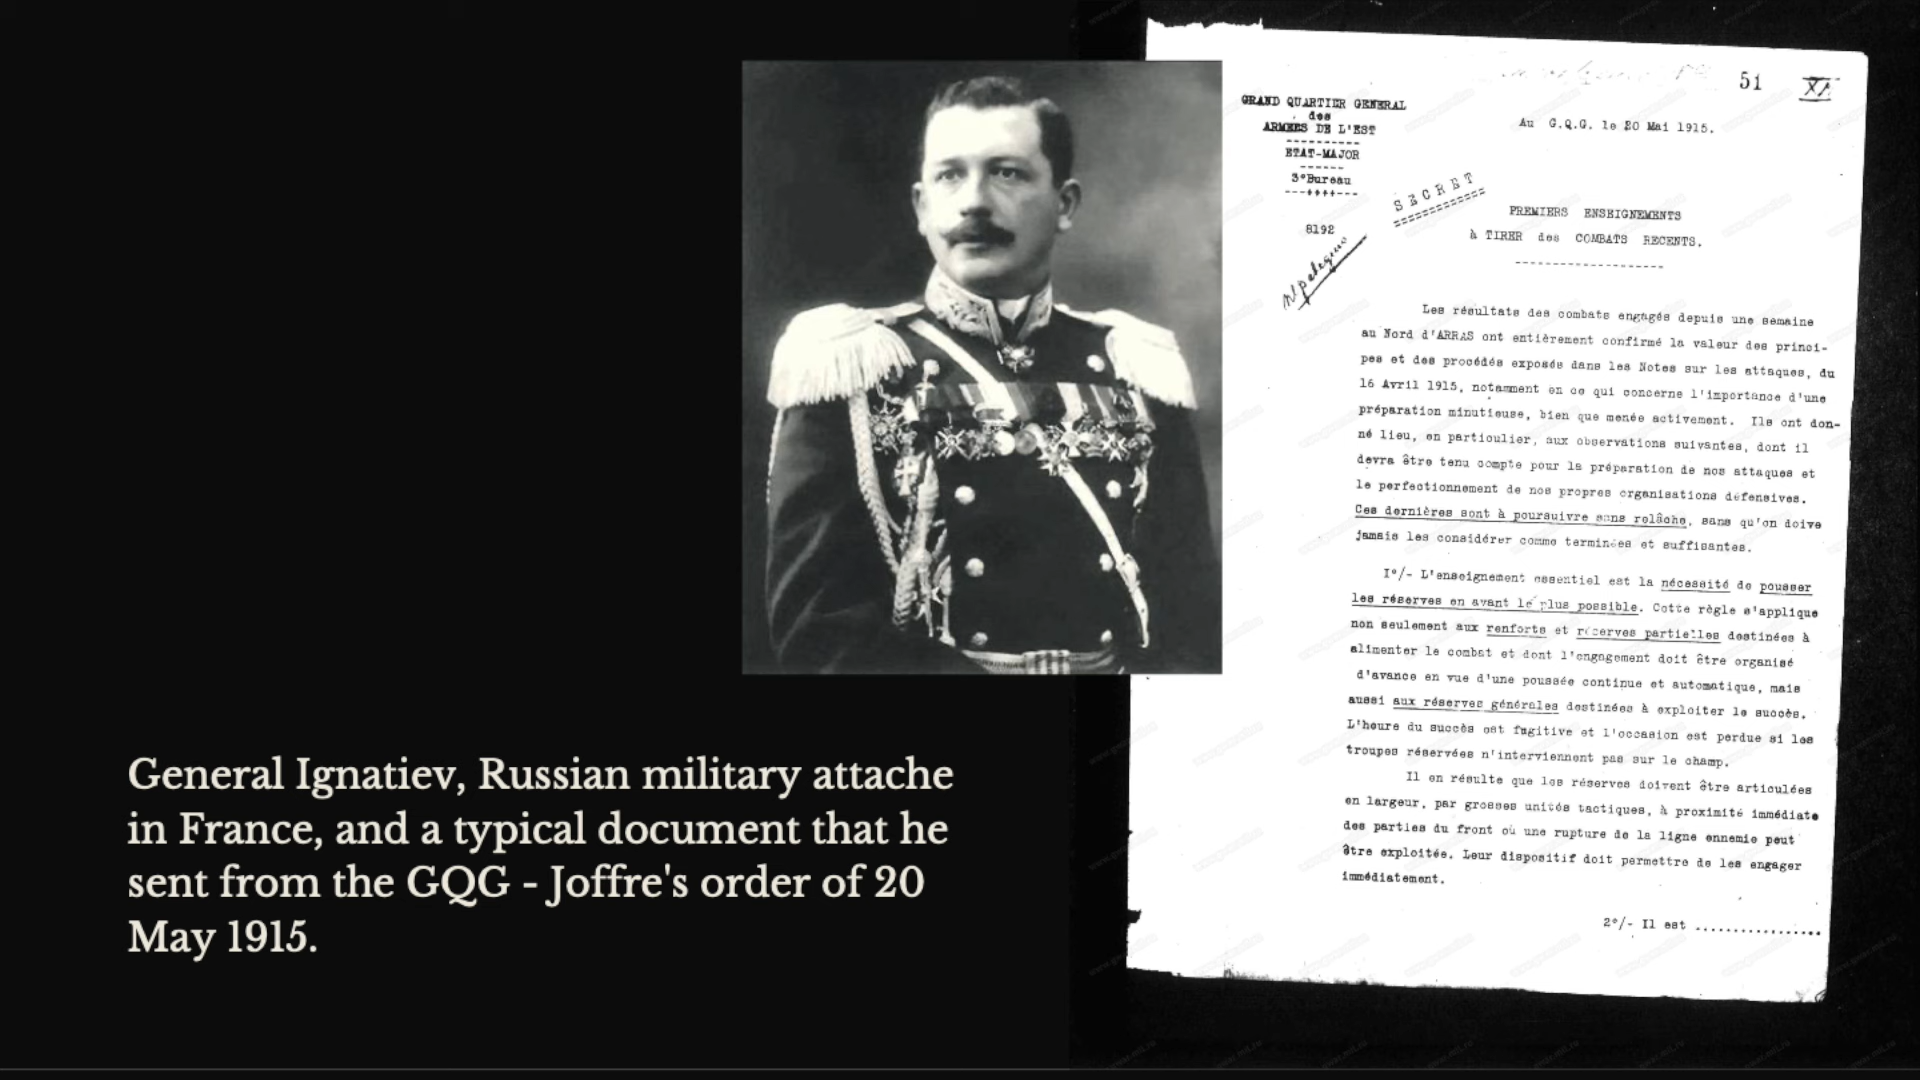 General Ignatiev, Russian military attache
in France, and a typical document that he
sent from the GQG - Joffre's order of 20
May 1915.
51
GRAND QUARTIER GENERAL
des
ARMEES DE L'EST
----------
ETAT-MAJOR
------
3°Bureau
---++++---
Au G.Q.G. le 20 Mai 1915.
SECRET
8192
PREMIERS ENSEIGNEMENTS
à TIRER des COMBATS RECENTS.
Les résultats des combats engagés depuis une semaine
au Nord d'ARRAS ont entièrement confirmé la valeur des princi-
pes et des procédés exposés dans les Notes sur les attaques, du
16 Avril 1915, notamment en ce qui concerne l'importance d'une
préparation minutieuse, bien que menée activement. Ils ont don-
né lieu, en particulier, aux observations suivantes, dont il
devra être tenu compte pour la préparation de nos attaques et
le perfectionnement de nos propres organisations défensives.
Ces dernières sont à poursuivre sans relâche, sans qu'on doive
jamais les considérer comme terminées et suffisantes.
I°/- L'enseignement essentiel est la nécessité de pousser
les réserves en avant le plus possible. Cette règle s'applique
non seulement aux renforts et réserves partielles destinées à
alimenter le combat et dont l'engagement doit être organisé
d'avance en vue d'une poussée continue et automatique, mais
aussi aux réserves générales destinées à exploiter le succès.
L'heure du succès est fugitive et l'occasion est perdue si les
troupes réservées n'interviennent pas sur le champ.
Il en résulte que les réserves doivent être articulées
en largeur, par grosses unités tactiques, à proximité immédiate
des parties du front où une rupture de la ligne ennemie peut
être exploitée. Leur dispositif doit permettre de les engager
immédiatement.
2°/- Il est ..................